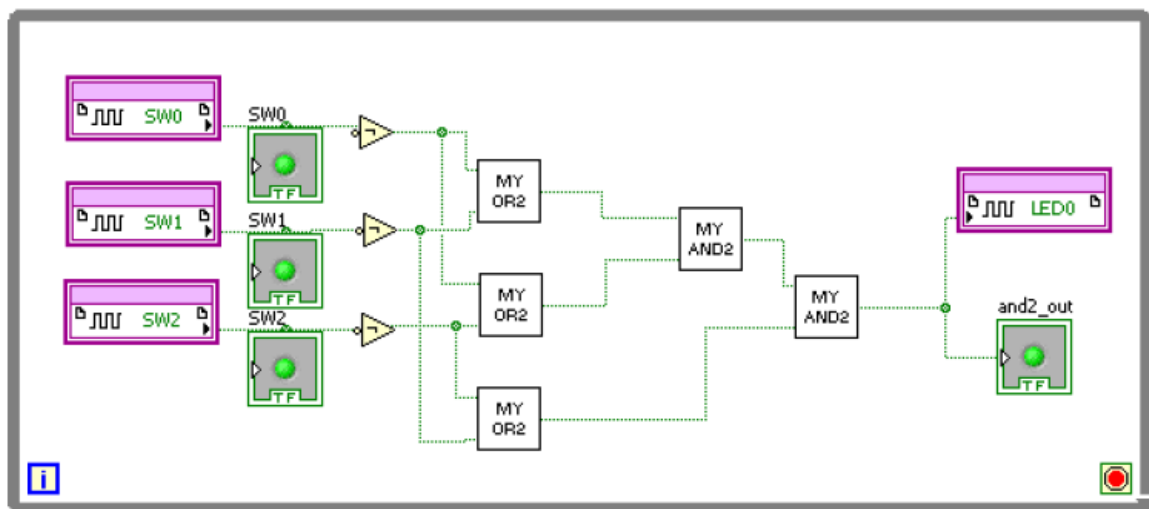 SW0
SW0
TF
MY
OR2
SW1
SW1
TF
MY
AND2
LED0
SW2
SW2
TF
MY
OR2
MY
AND2
and2_out
TF
MY
OR2
i